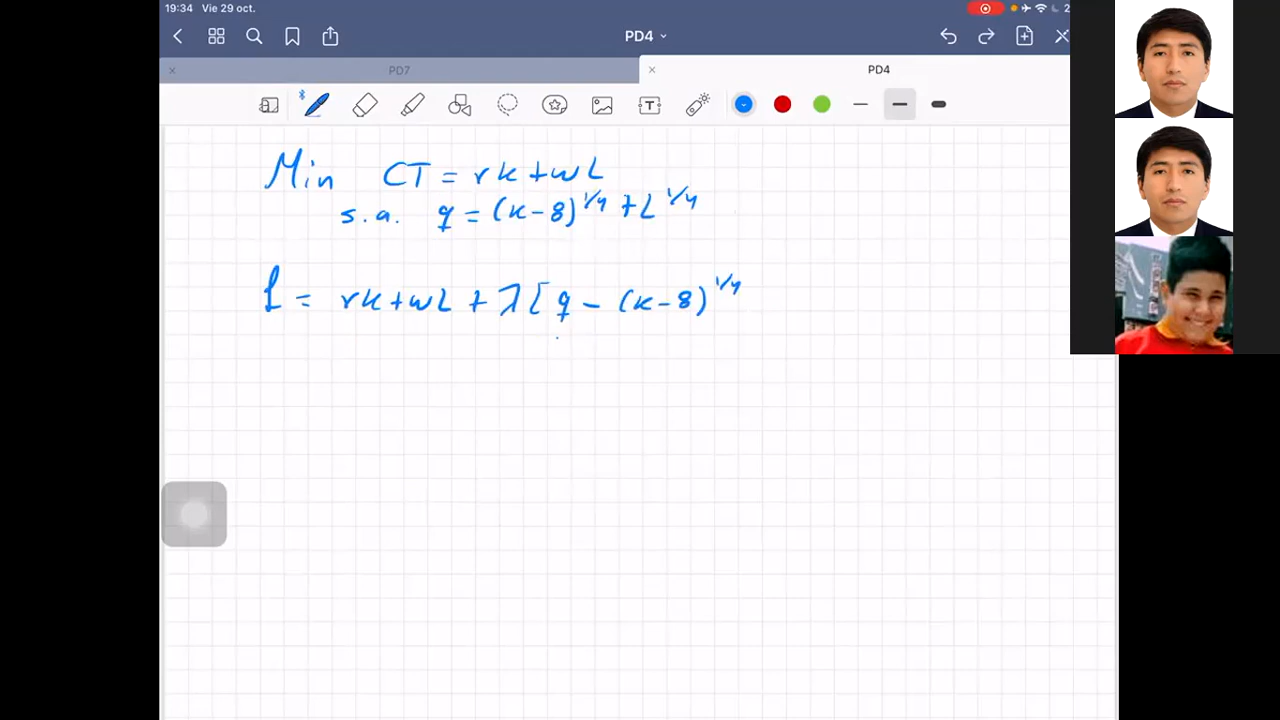 19:34 Vie 29 oct.
PD4
PD7
PD4
Min CT = rk + wL
s.a. q = (k-8)^1/4 + L^1/4
ℒ = rk + wL + λ[q - (k-8)^1/4